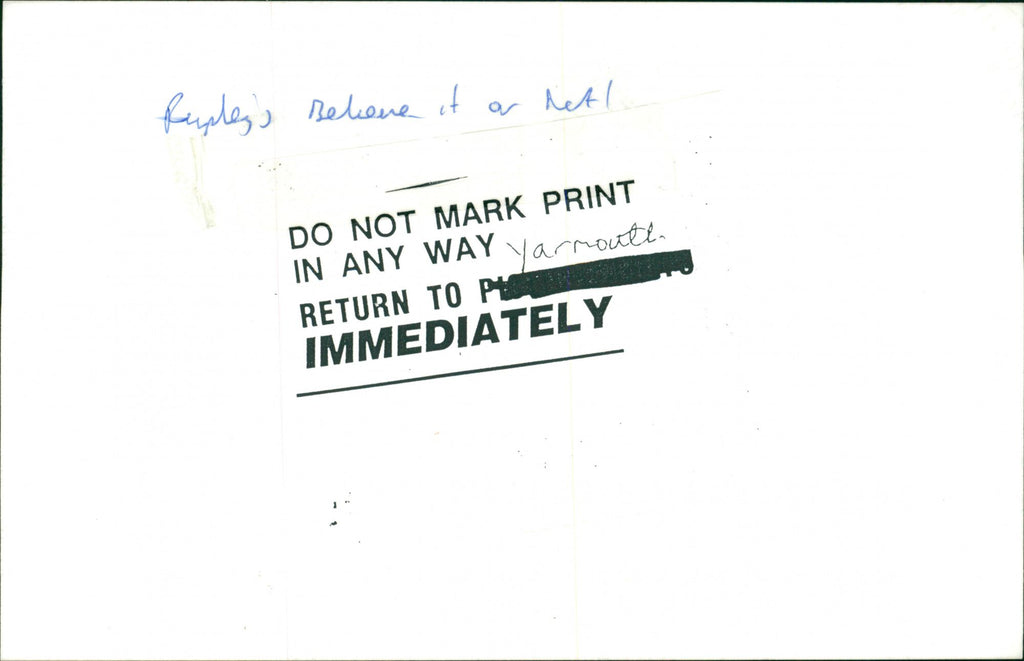 Ripley's Believe it or Not!
DO NOT MARK PRINT
IN ANY WAY Yarmouth.
RETURN TO
IMMEDIATELY